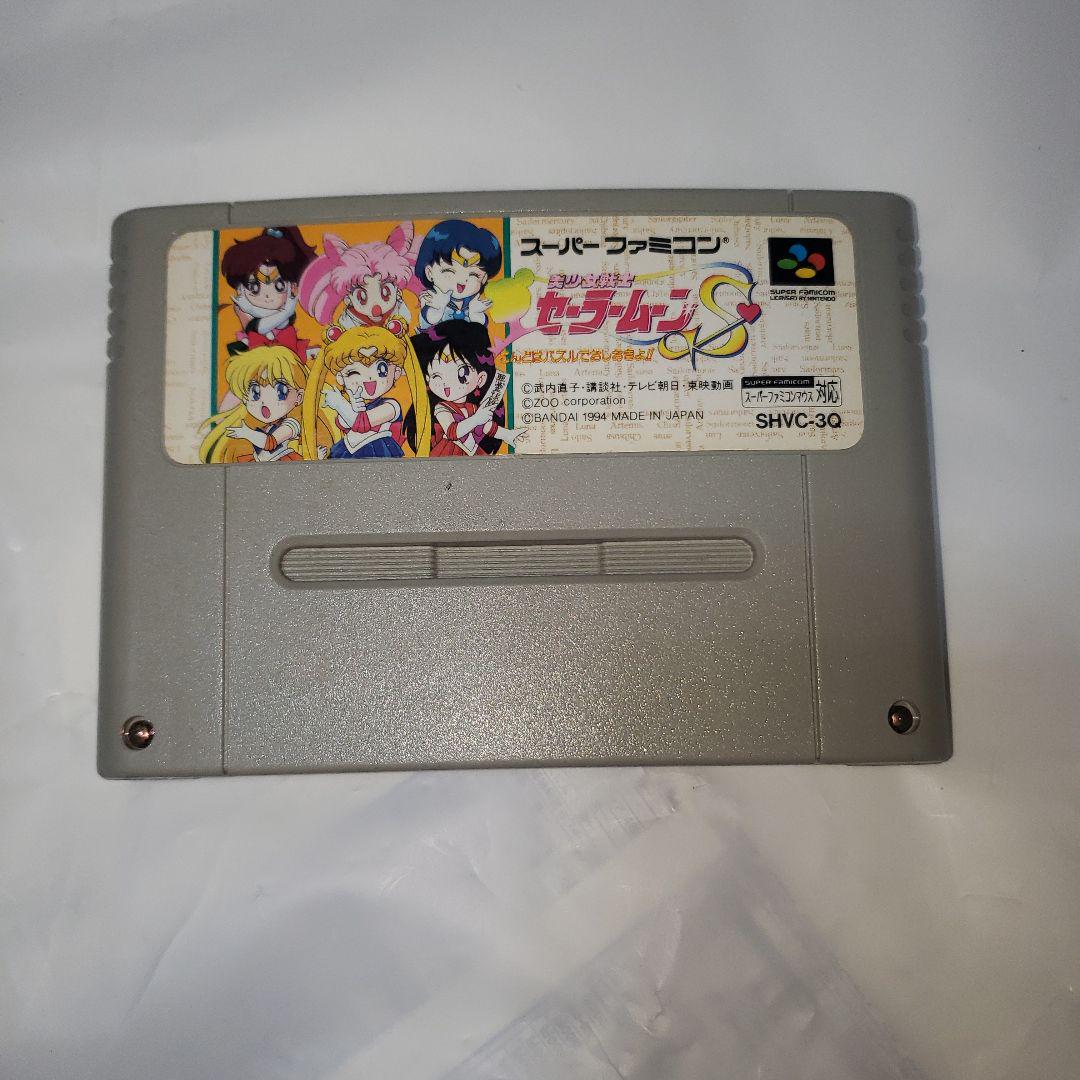 スーパーファミコン®
美少女戦士
セーラームーンS
こんどはパズルでおしおきよ!!
SUPER FAMICOM
LICENSED BY NINTENDO
©武内直子・講談社・テレビ朝日・東映動画
©ZOO corporation
©BANDAI 1994 MADE IN JAPAN
SUPER FAMICOM
スーパーファミコンマウス 対応
SHVC-3Q